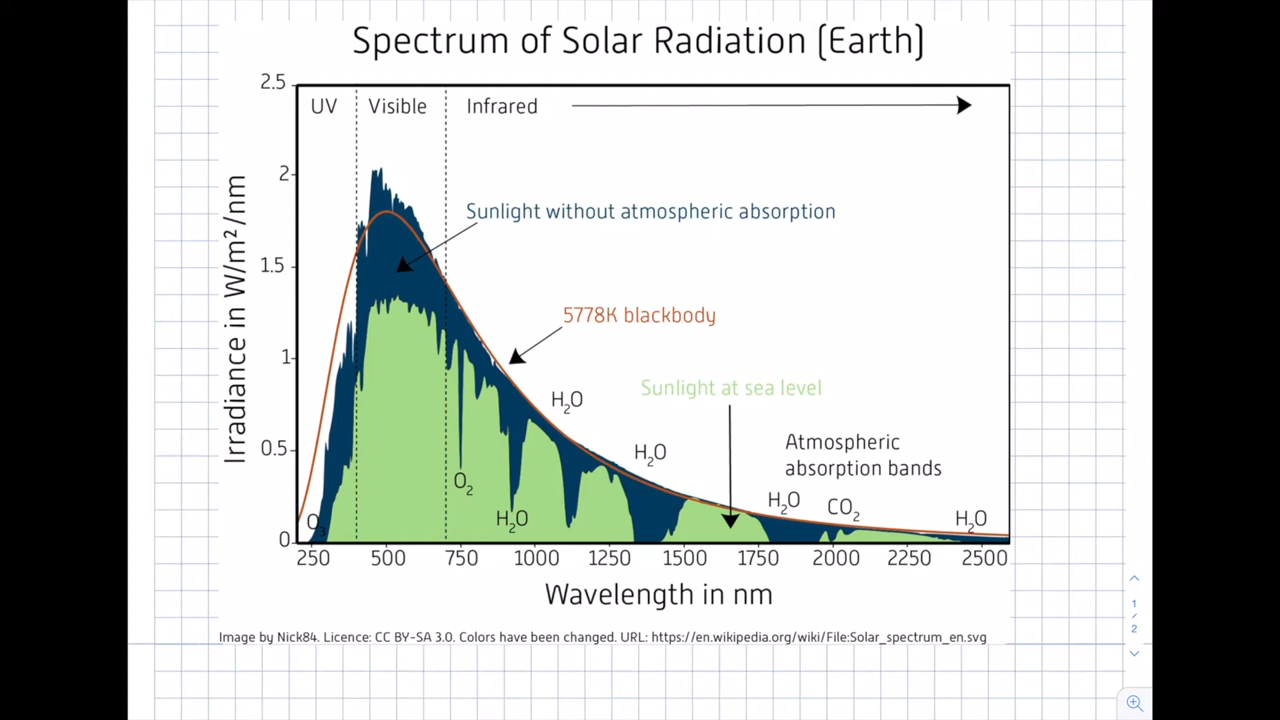 Spectrum of Solar Radiation (Earth)
2.5
UV
Visible
Infrared
2
Sunlight without atmospheric absorption
1.5
5778K blackbody
1
Sunlight at sea level
H₂O
H₂O
Atmospheric
absorption bands
0.5
O₂
H₂O
H₂O
CO₂
H₂O
O₃
0
250 500 750 1000 1250 1500 1750 2000 2250 2500
Irradiance in W/m²/nm
Wavelength in nm
Image by Nick84. Licence: CC BY-SA 3.0. Colors have been changed. URL: https://en.wikipedia.org/wiki/File:Solar_spectrum_en.svg
1
/
2